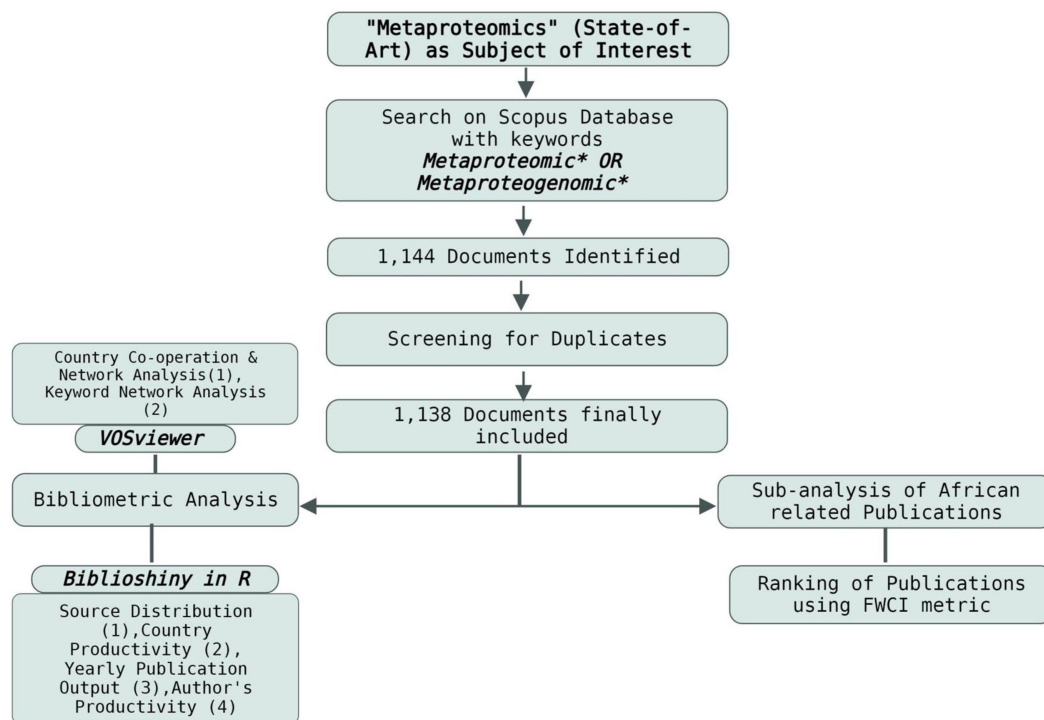 "Metaproteomics" (State-of-
Art) as Subject of Interest
Search on Scopus Database
with keywords
Metaproteomic* OR
Metaproteogenomic*
1,144 Documents Identified
Screening for Duplicates
1,138 Documents finally
included
Country Co-operation &
Network Analysis(1),
Keyword Network Analysis
(2)
VOSviewer
Bibliometric Analysis
Biblioshiny in R
Source Distribution
(1),Country
Productivity (2),
Yearly Publication
Output (3),Author's
Productivity (4)
Sub-analysis of African
related Publications
Ranking of Publications
using FWCI metric